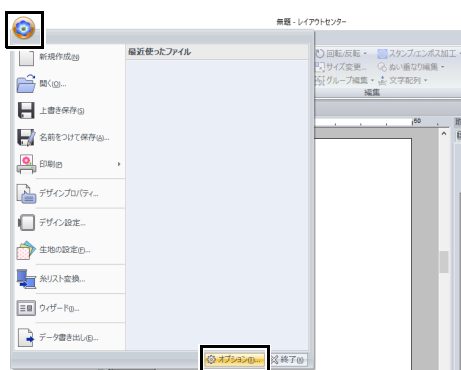 無題 - レイアウトセンター
最近使ったファイル
新規作成(N)
開く(O)...
上書き保存(S)
名前をつけて保存(A)...
印刷(P)
デザインプロパティ...
デザイン設定...
生地の設定(F)...
糸リスト変換...
ウィザード(I)...
データ書き出し(E)...
オプション(T)... 終了(X)
回転/反転 スタンプ/エンボス加工
サイズ変更... ぬい重なり編集
グループ編集 文字配列
編集
50